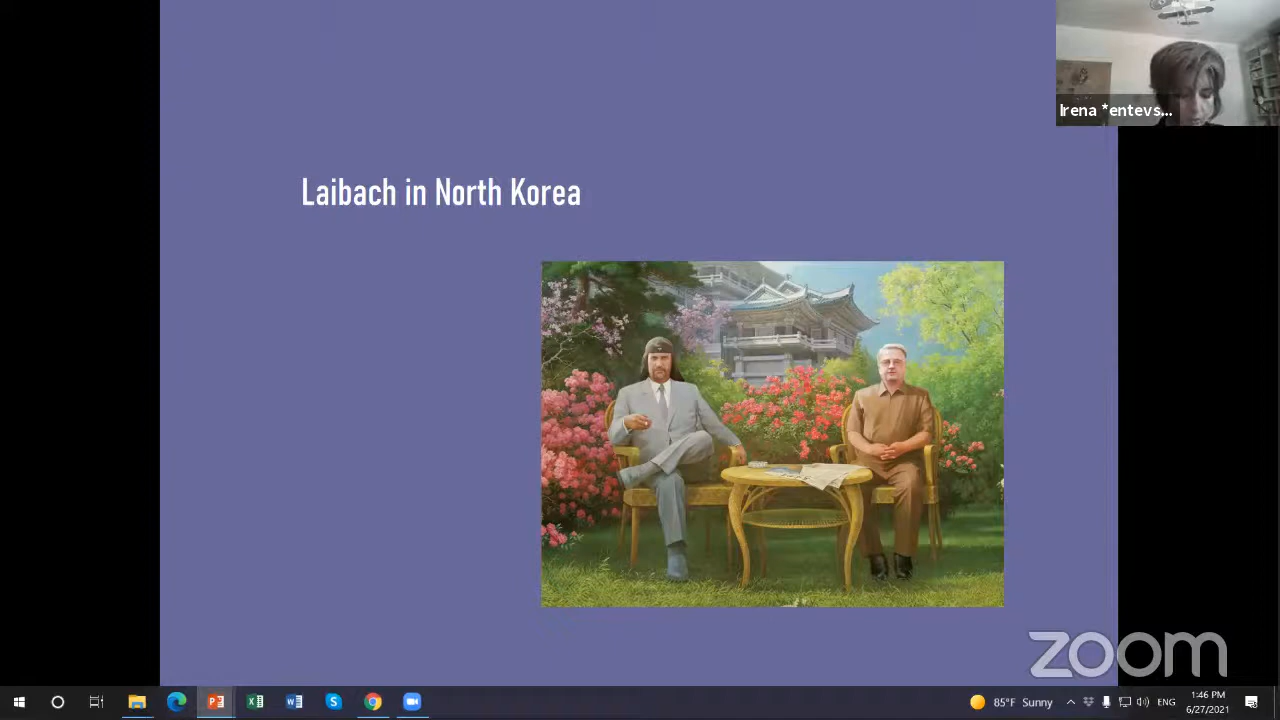 Irena *entevs...
Laibach in North Korea
zoom
85°F Sunny
ENG
1:46 PM
6/27/2021